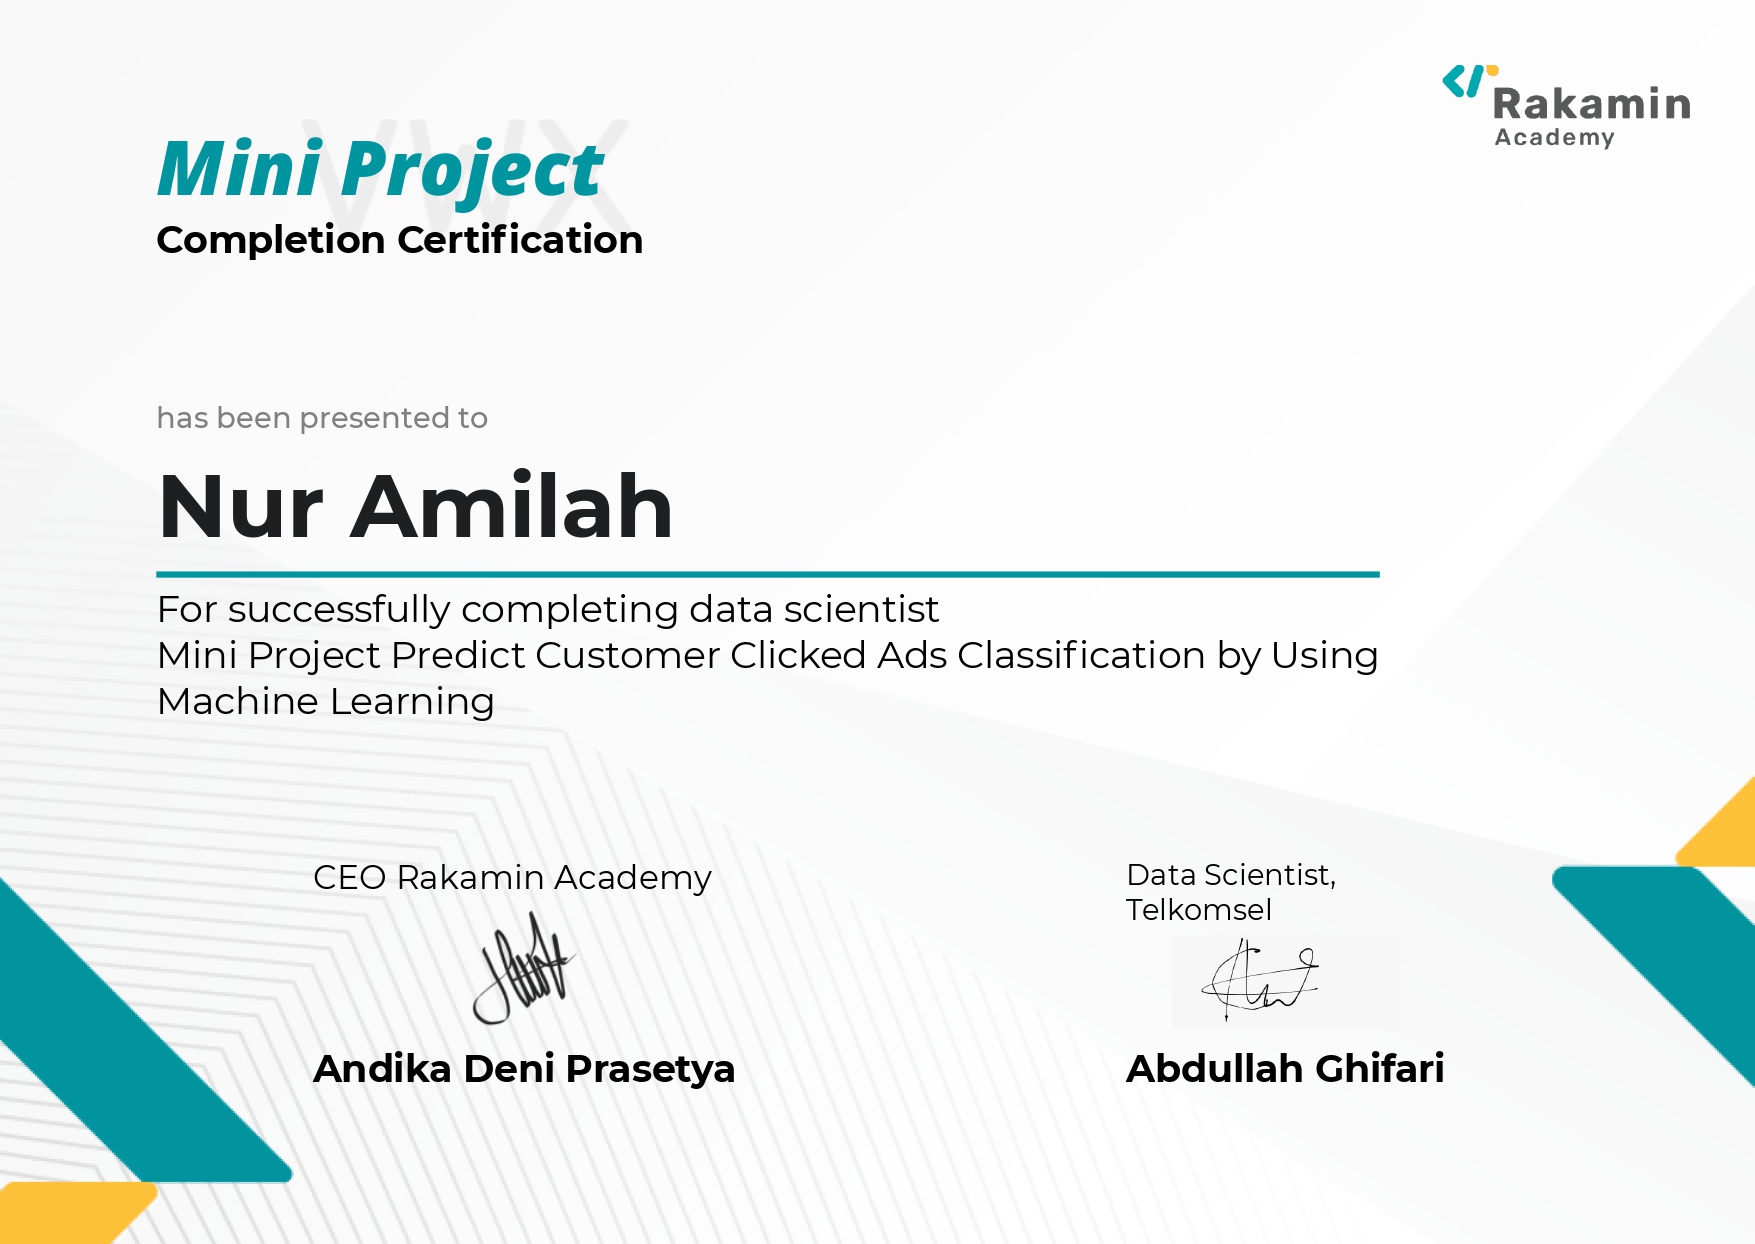 Rakamin
Academy
VWX
Mini Project
Completion Certification
has been presented to
Nur Amilah
For successfully completing data scientist
Mini Project Predict Customer Clicked Ads Classification by Using
Machine Learning
CEO Rakamin Academy
Andika Deni Prasetya
Data Scientist,
Telkomsel
Abdullah Ghifari